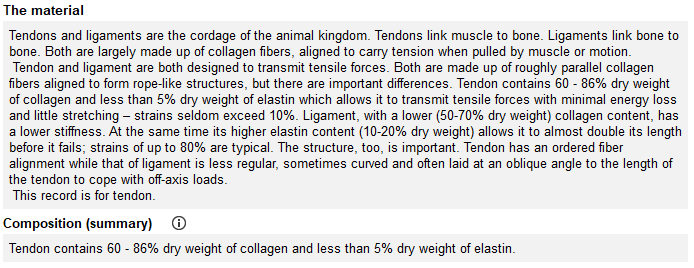 The material
Tendons and ligaments are the cordage of the animal kingdom. Tendons link muscle to bone. Ligaments link bone to
bone. Both are largely made up of collagen fibers, aligned to carry tension when pulled by muscle or motion.
Tendon and ligament are both designed to transmit tensile forces. Both are made up of roughly parallel collagen
fibers aligned to form rope-like structures, but there are important differences. Tendon contains 60 - 86% dry weight
of collagen and less than 5% dry weight of elastin which allows it to transmit tensile forces with minimal energy loss
and little stretching – strains seldom exceed 10%. Ligament, with a lower (50-70% dry weight) collagen content, has
a lower stiffness. At the same time its higher elastin content (10-20% dry weight) allows it to almost double its length
before it fails; strains of up to 80% are typical. The structure, too, is important. Tendon has an ordered fiber
alignment while that of ligament is less regular, sometimes curved and often laid at an oblique angle to the length of
the tendon to cope with off-axis loads.
This record is for tendon.
Composition (summary)
Tendon contains 60 - 86% dry weight of collagen and less than 5% dry weight of elastin.